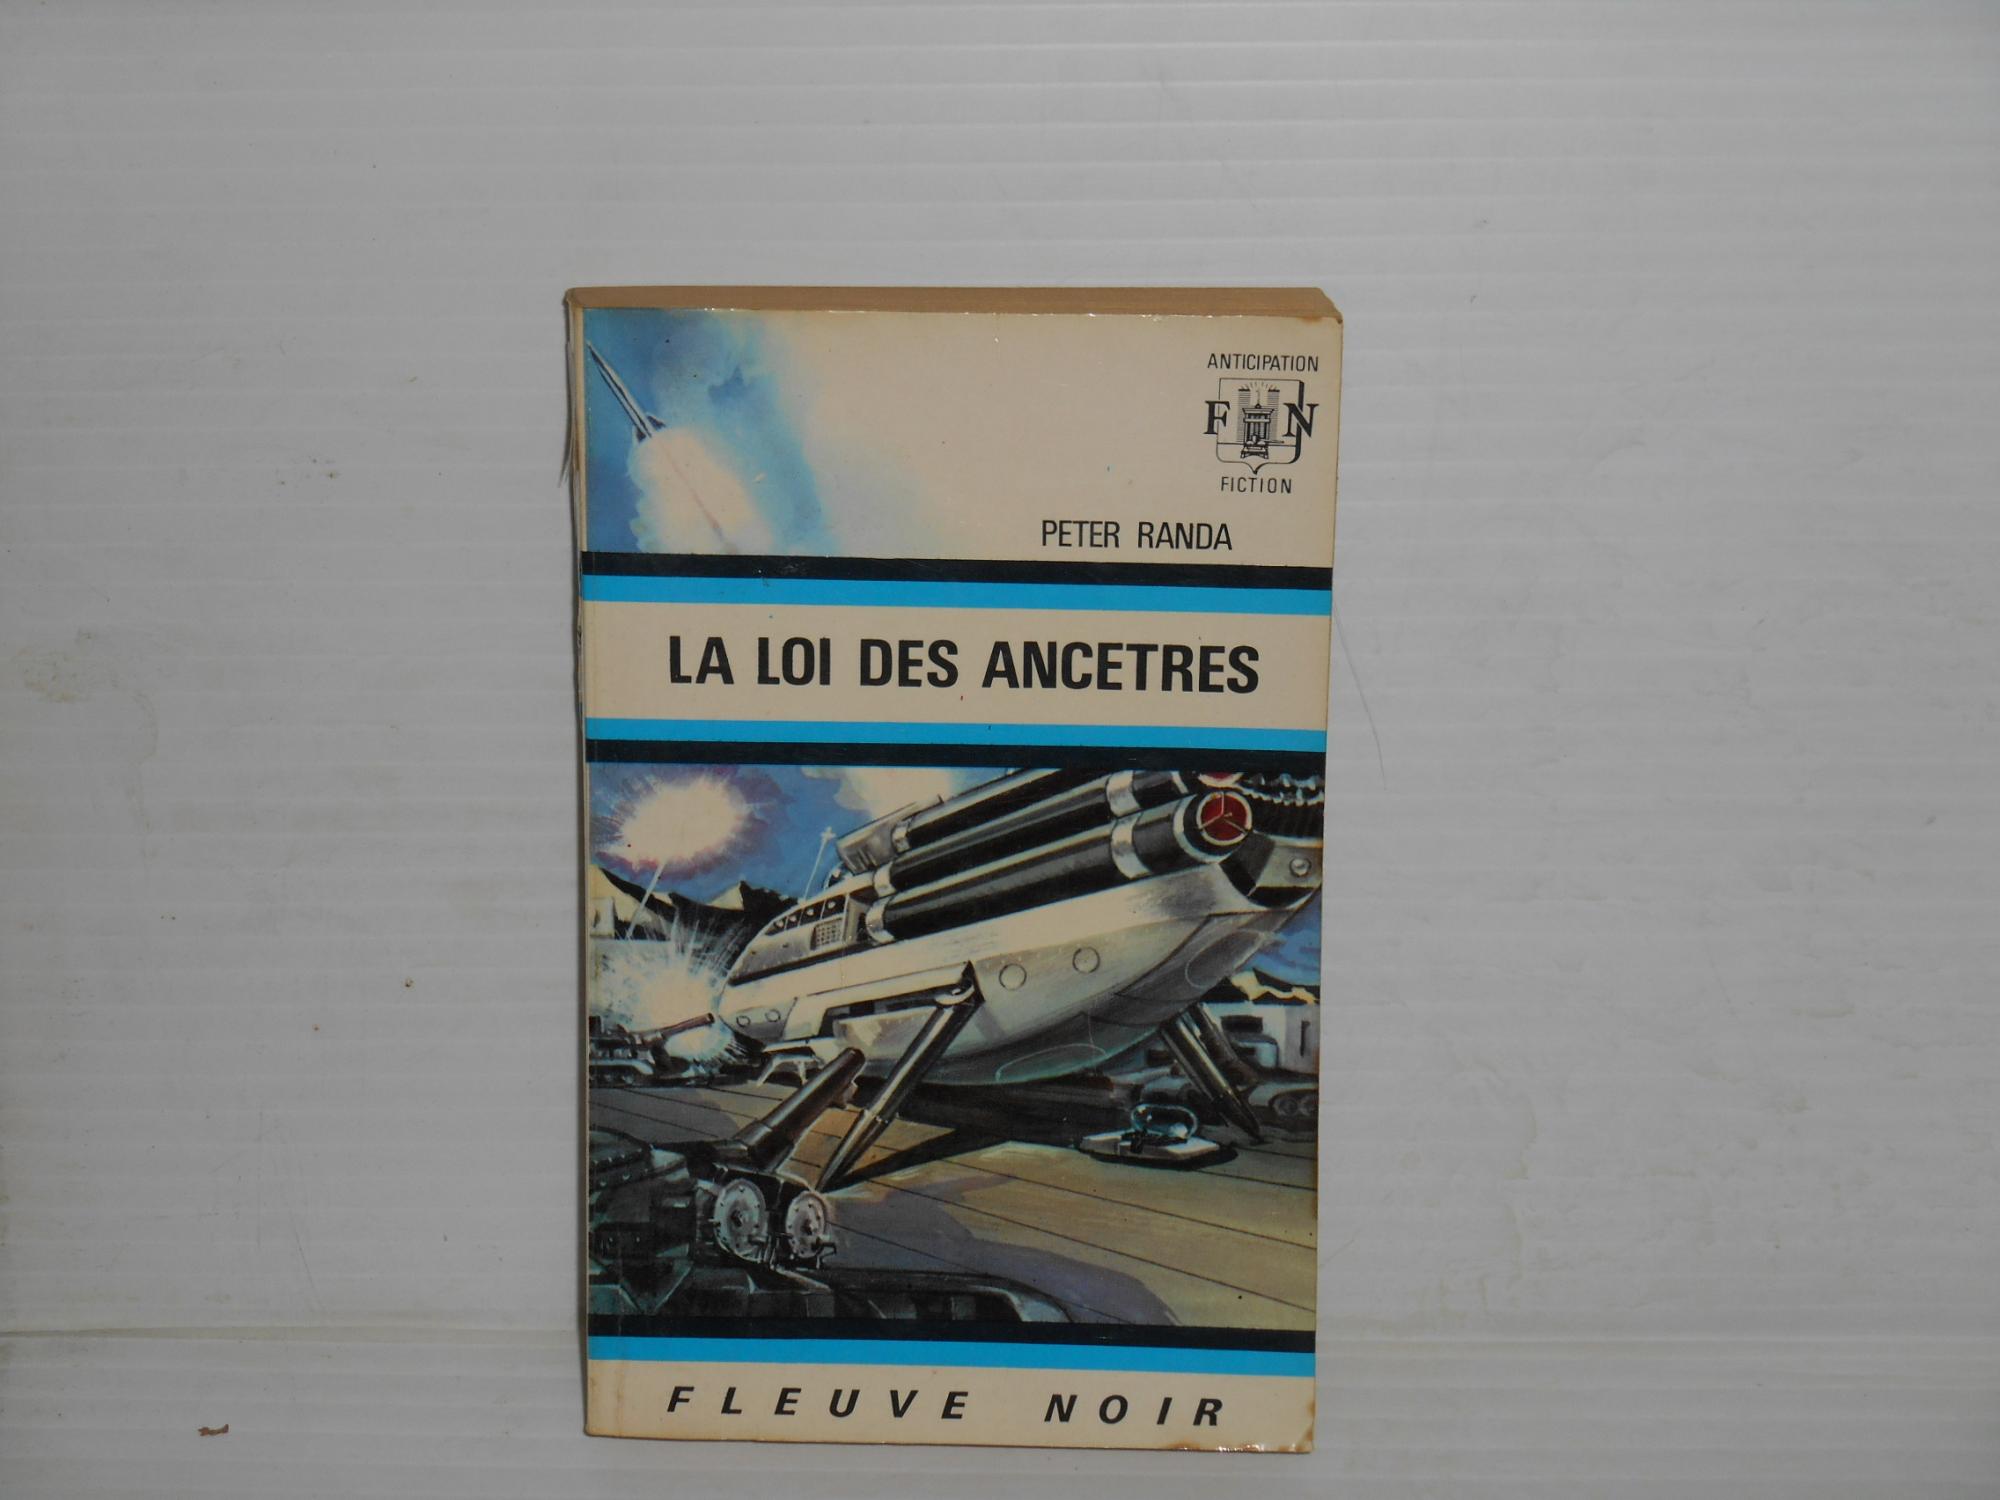 ANTICIPATION
F N
FICTION
PETER RANDA
LA LOI DES ANCETRES
FLEUVE NOIR